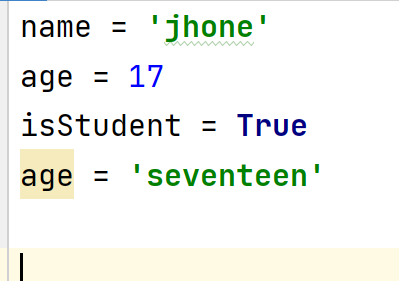 name = 'jhone'
age = 17
isStudent = True
age = 'seventeen'